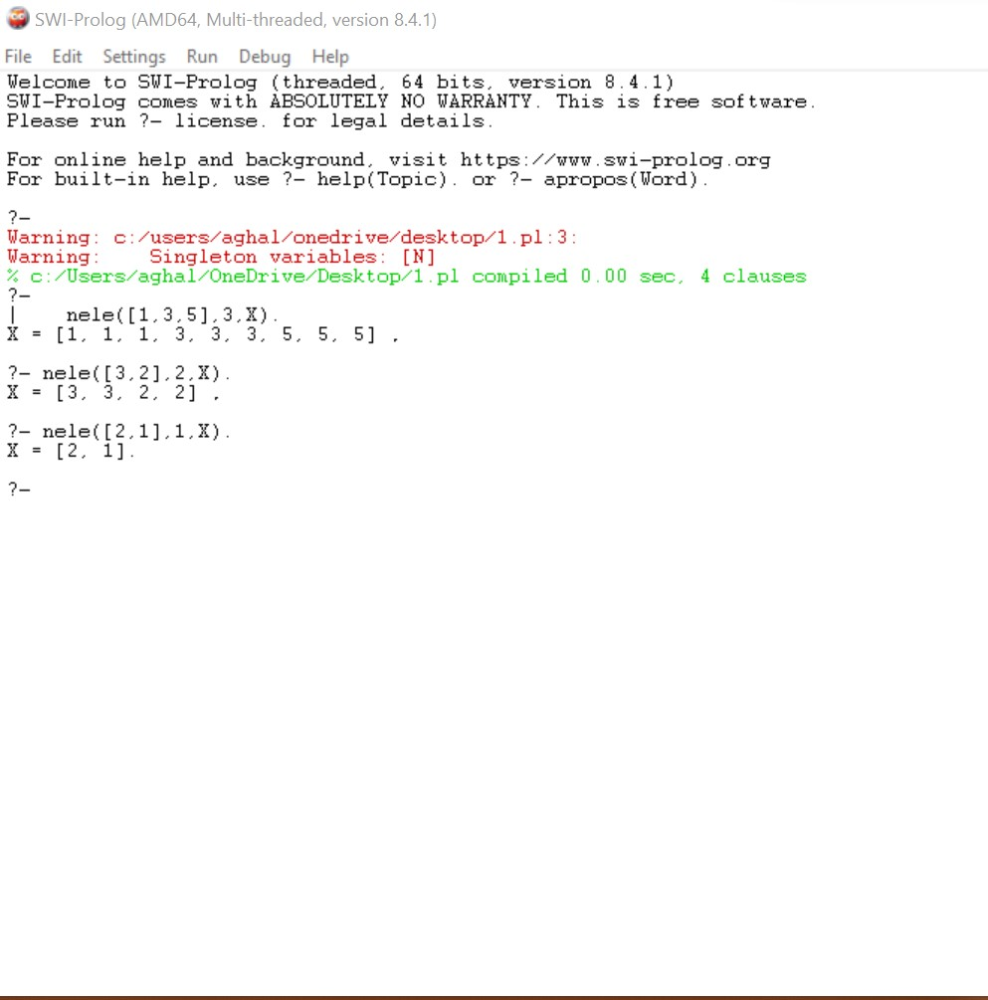 SWI-Prolog (AMD64, Multi-threaded, version 8.4.1)
File Edit Settings Run Debug Help
Welcome to SWI-Prolog (threaded, 64 bits, version 8.4.1)
SWI-Prolog comes with ABSOLUTELY NO WARRANTY. This is free software.
Please run ?- license. for legal details.
For online help and background, visit https://www.swi-prolog.org
For built-in help, use ?- help(Topic). or ?- apropos(Word).
?-
Warning: c:/users/aghal/onedrive/desktop/1.pl:3:
Warning:    Singleton variables: [N]
% c:/Users/aghal/OneDrive/Desktop/1.pl compiled 0.00 sec, 4 clauses
?-
|    nele([1,3,5],3,X).
X = [1, 1, 1, 3, 3, 3, 5, 5, 5] .
?- nele([3,2],2,X).
X = [3, 3, 2, 2] .
?- nele([2,1],1,X).
X = [2, 1].
?-